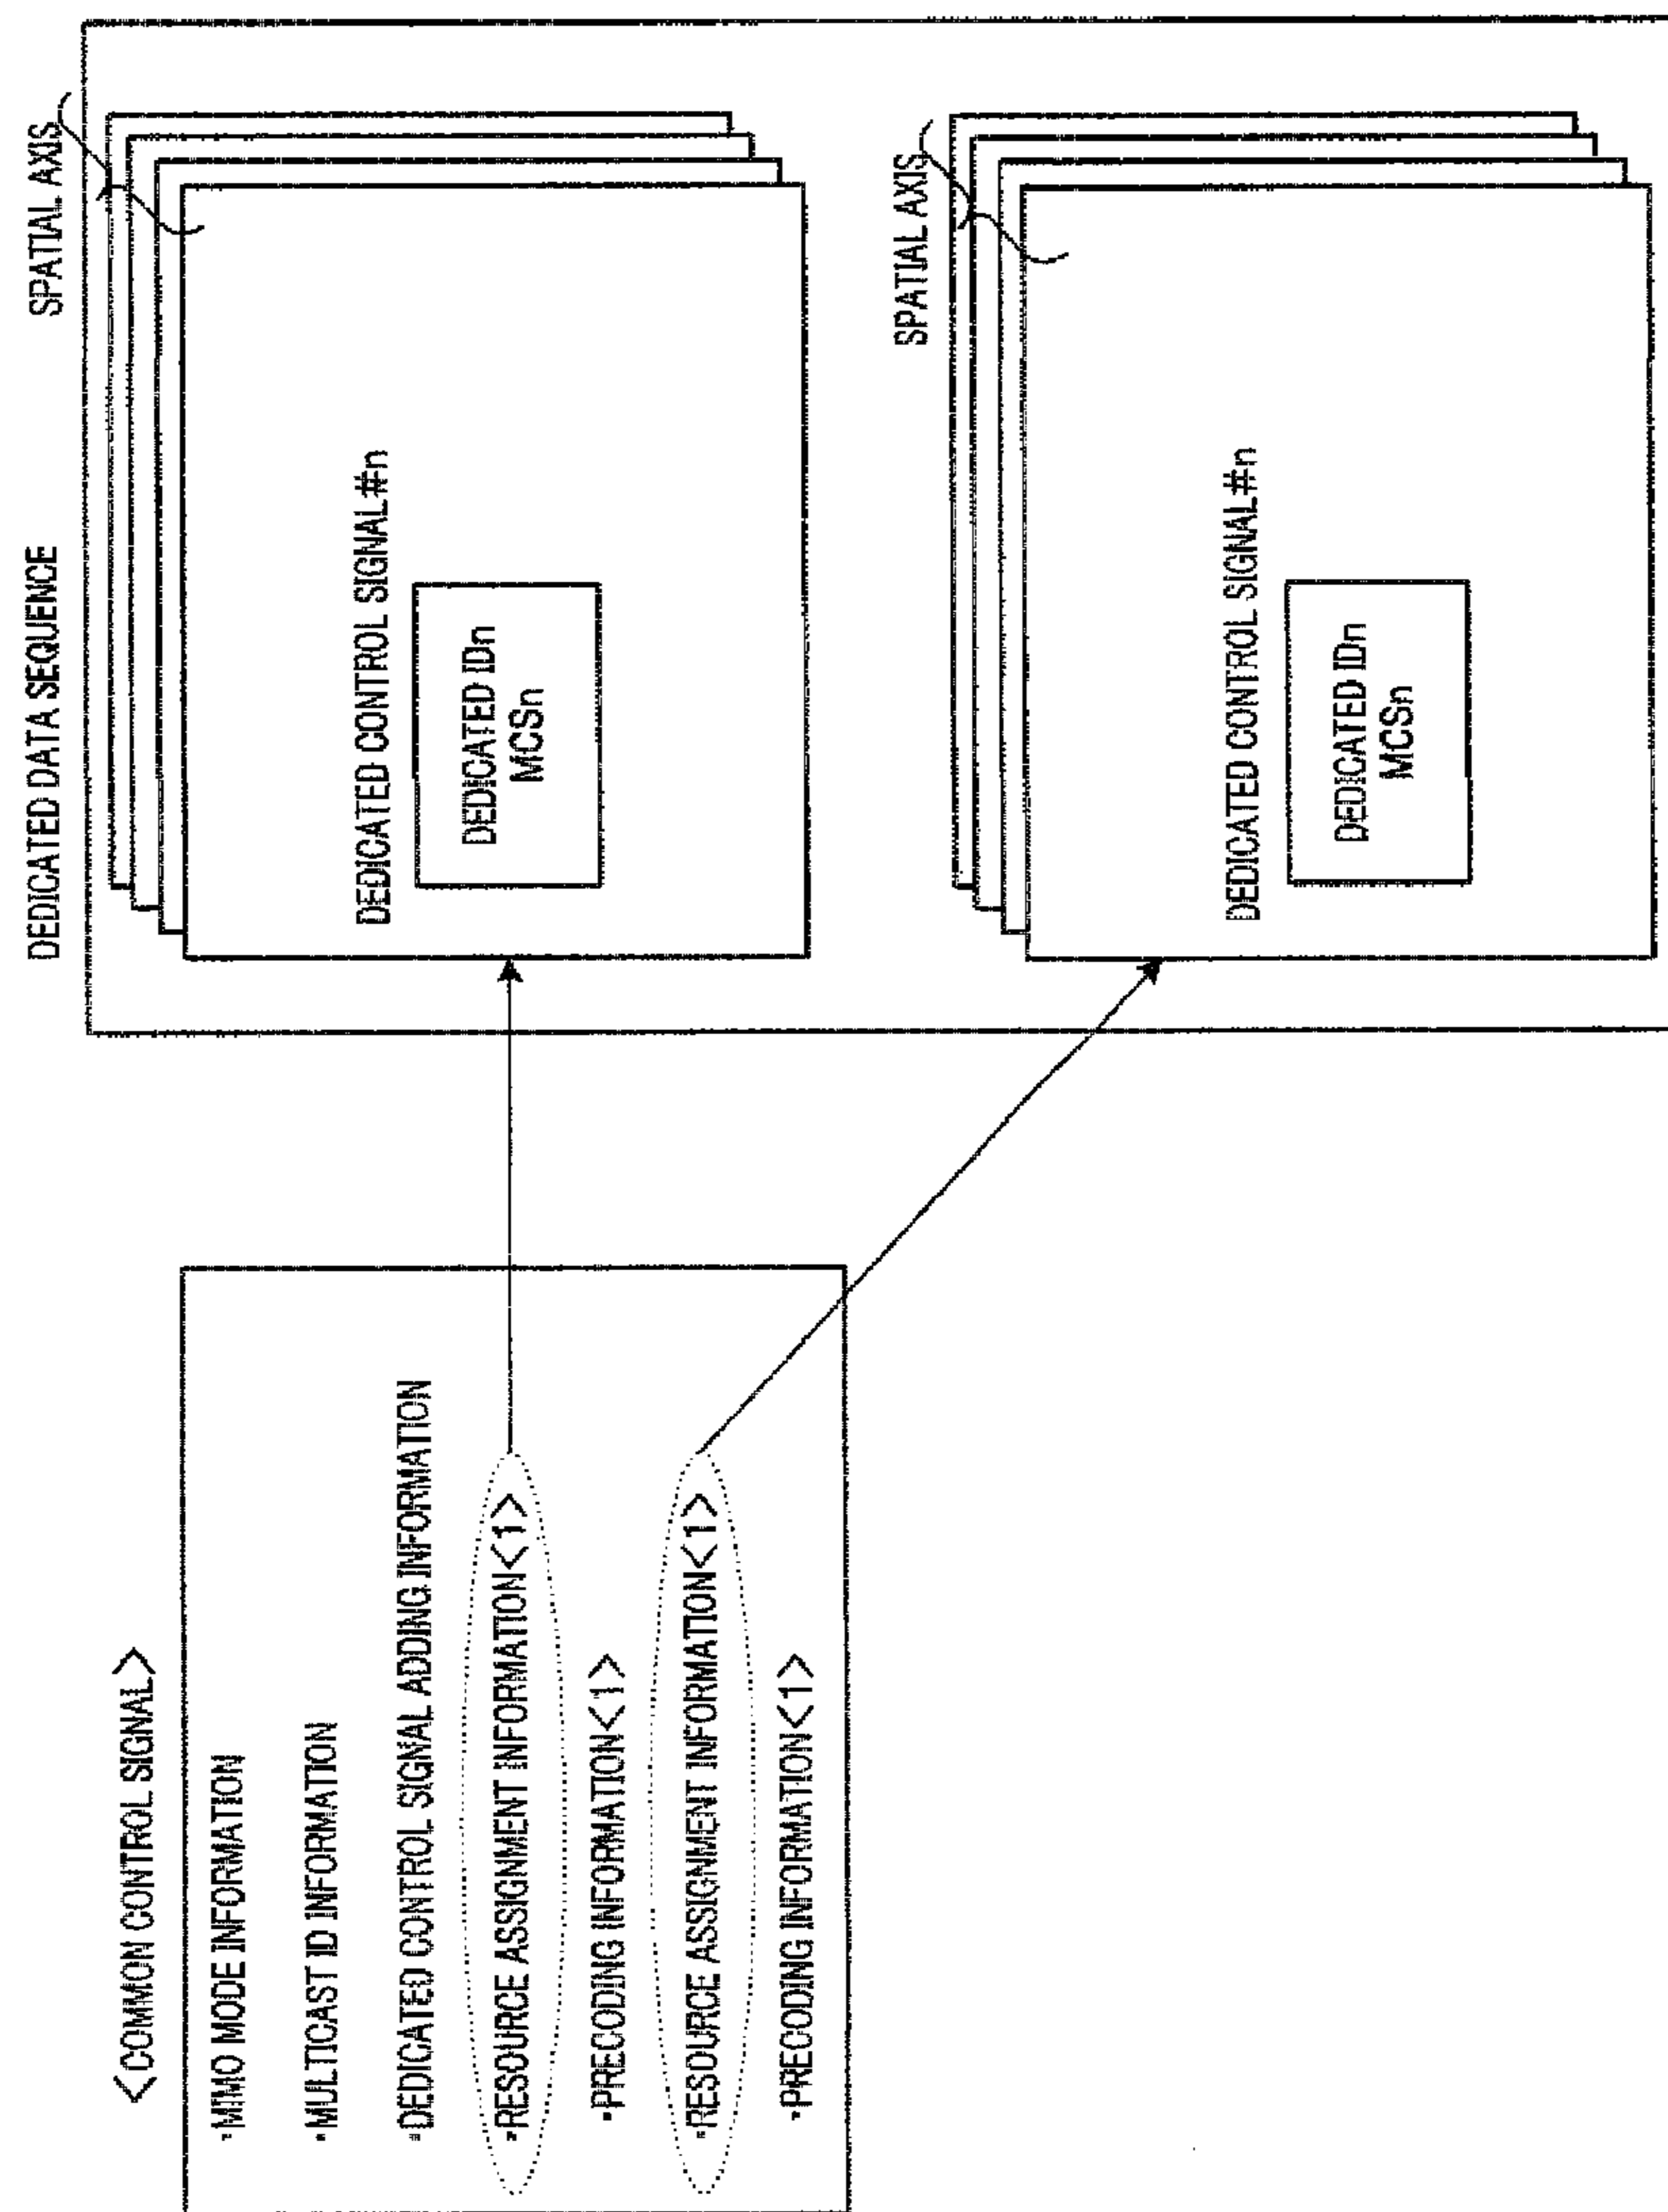 <COMMON CONTROL SIGNAL>
・MIMO MODE INFORMATION
・MULTICAST ID INFORMATION
・DEDICATED CONTROL SIGNAL ADDING INFORMATION
・RESOURCE ASSIGNMENT INFORMATION<1>
・PRECODING INFORMATION<1>
・RESOURCE ASSIGNMENT INFORMATION<1>
・PRECODING INFORMATION<1>
DEDICATED DATA SEQUENCE
SPATIAL AXIS
DEDICATED CONTROL SIGNAL#n
DEDICATED IDn
MCSn
SPATIAL AXIS
DEDICATED CONTROL SIGNAL#n
DEDICATED IDn
MCSn